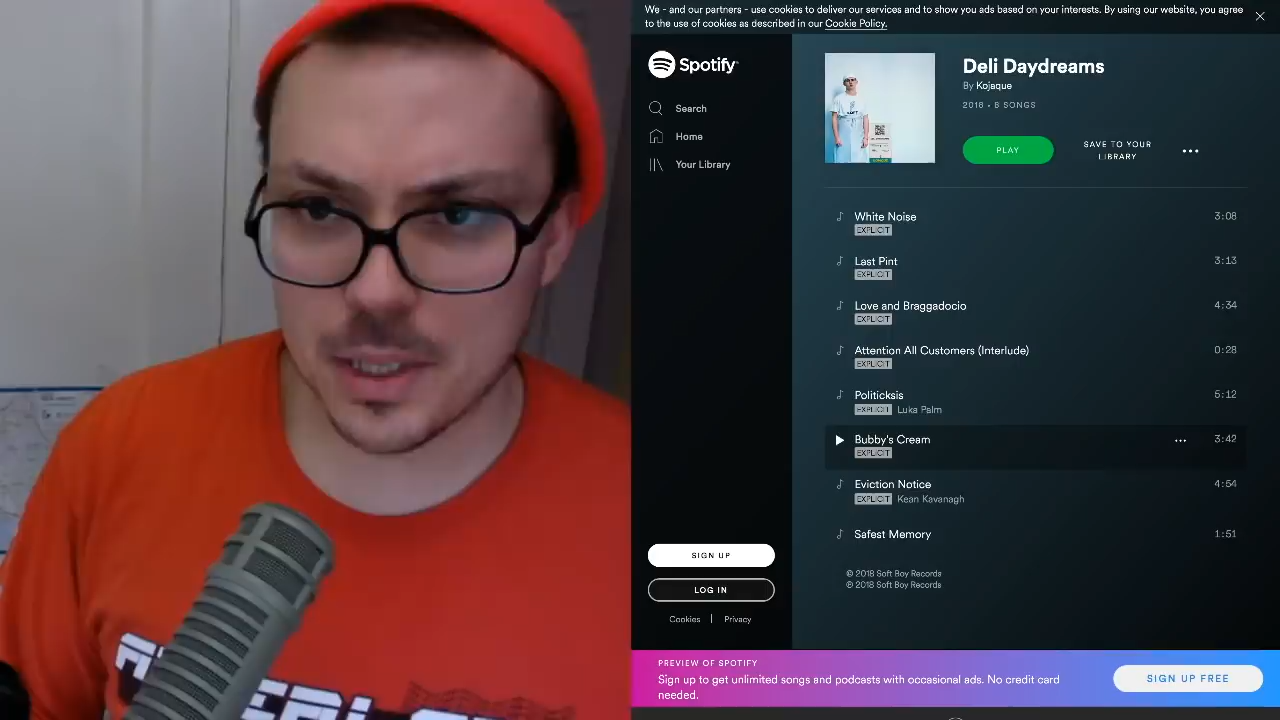 We - and our partners - use cookies to deliver our services and to show you ads based on your interests. By using our website, you agree
to the use of cookies as described in our Cookie Policy.
Spotify
Search
Home
Your Library
Deli Daydreams
By Kojaque
2018 • 8 SONGS
PLAY
SAVE TO YOUR
LIBRARY
White Noise
EXPLICIT
3:08
Last Pint
EXPLICIT
3:13
Love and Braggadocio
EXPLICIT
4:34
Attention All Customers (Interlude)
EXPLICIT
0:28
Politicksis
EXPLICIT Luka Palm
5:12
Bubby's Cream
EXPLICIT
3:42
Eviction Notice
EXPLICIT Kean Kavanagh
4:54
Safest Memory
1:51
© 2018 Soft Boy Records
© 2018 Soft Boy Records
SIGN UP
LOG IN
Cookies | Privacy
PREVIEW OF SPOTIFY
Sign up to get unlimited songs and podcasts with occasional ads. No credit card
needed.
SIGN UP FREE